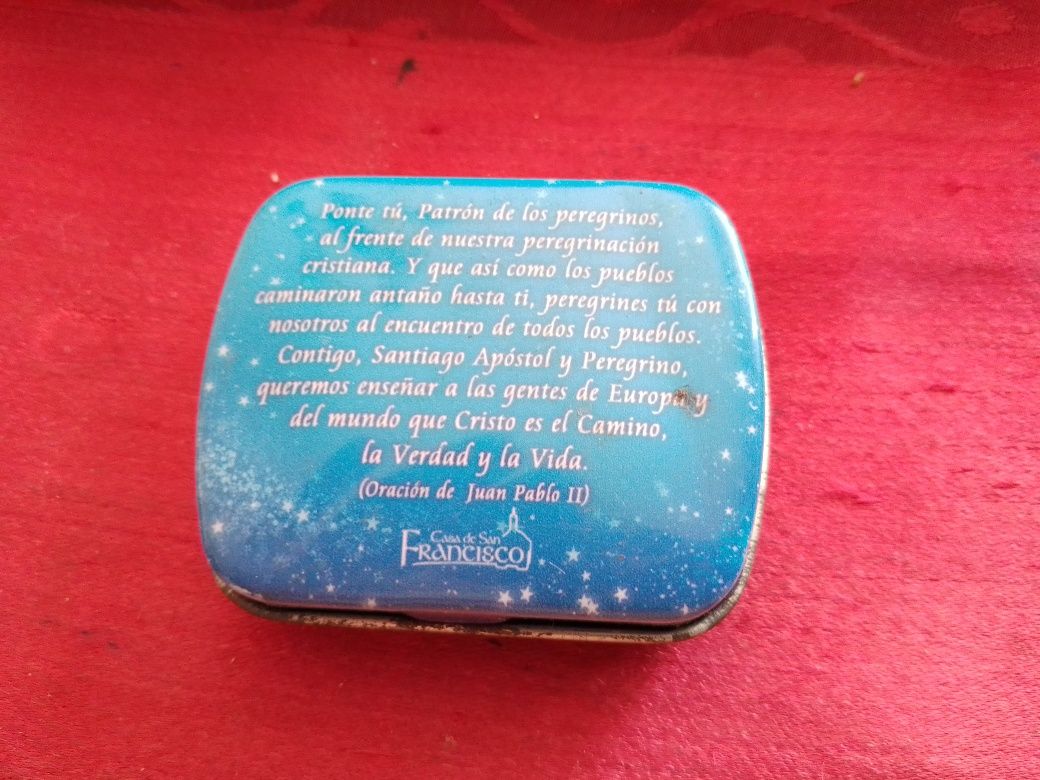 Ponte tú, Patrón de los peregrinos,
al frente de nuestra peregrinación
cristiana. Y que así como los pueblos
caminaron antaño hasta ti, peregrines tú con
nosotros al encuentro de todos los pueblos.
Contigo, Santiago Apóstol y Peregrino,
queremos enseñar a las gentes de Europa y
del mundo que Cristo es el Camino,
la Verdad y la Vida.
(Oración de Juan Pablo II)
Casa de San
FRANCISCO